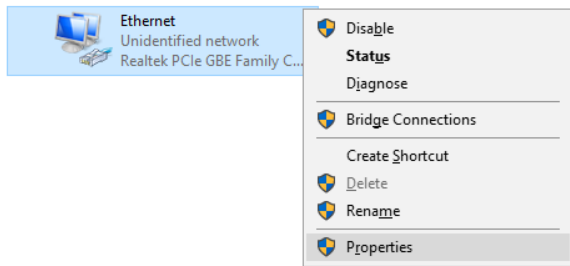 Ethernet
Unidentified network
Realtek PCIe GBE Family C...
Disable
Status
Diagnose
Bridge Connections
Create Shortcut
Delete
Rename
Properties